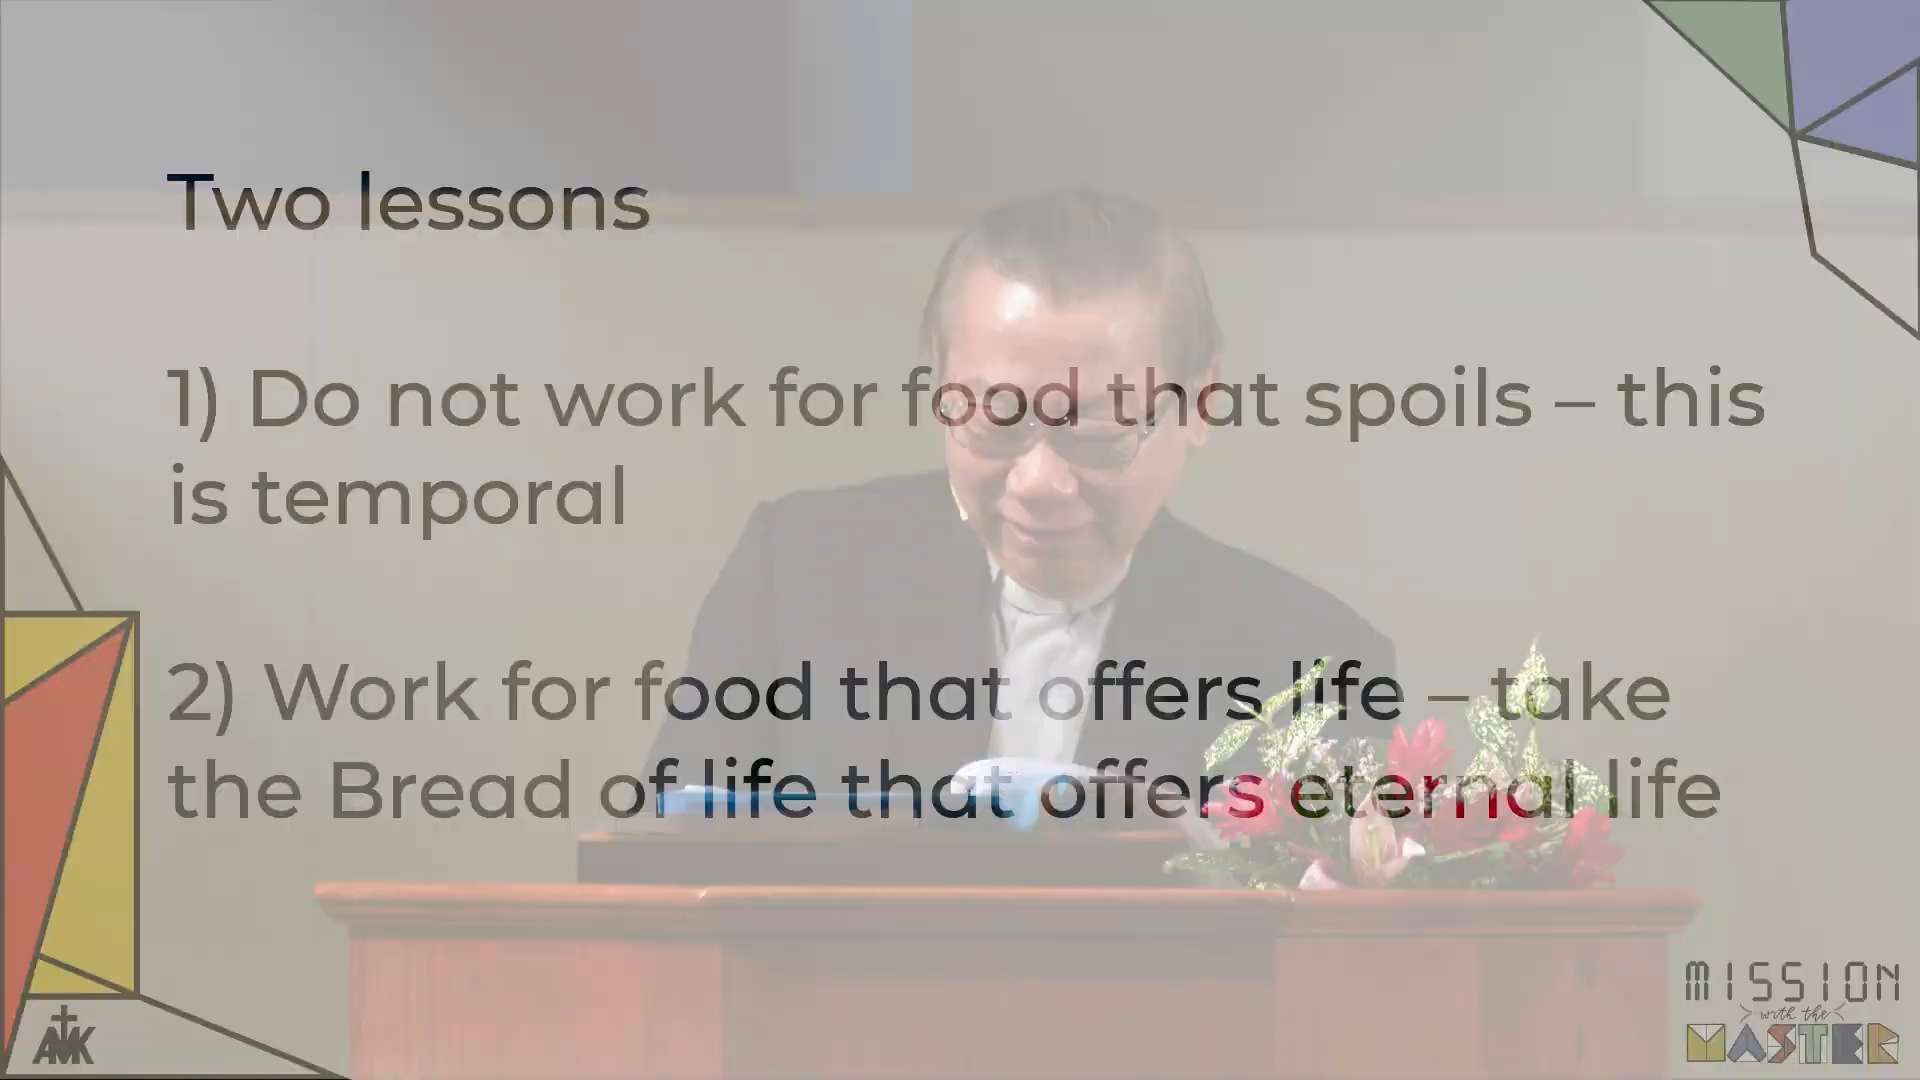 Two lessons
1) Do not work for food that spoils – this
is temporal
2) Work for food that offers life – take
the Bread of life that offers eternal life
AMK
MISSION
with the
MASTER